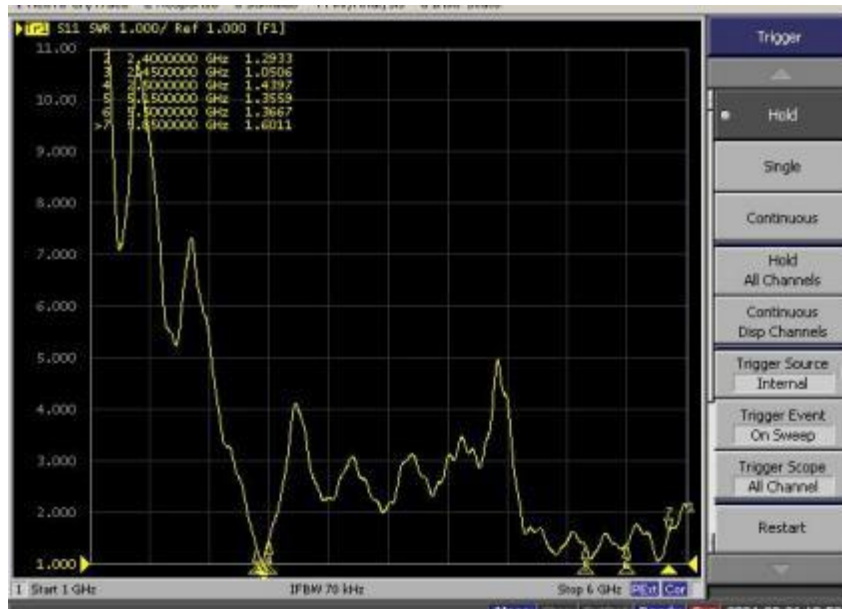 Tr1 S11 SWR 1.000/ Ref 1.000 [F1]
11.00
10.00
9.000
8.000
7.000
6.000
5.000
4.000
3.000
2.000
1.000
2 2.4000000 GHz 1.2933
3 2.4500000 GHz 1.0506
4 2.5000000 GHz 1.4397
5 5.1500000 GHz 1.3559
6 5.5000000 GHz 1.3667
>7 5.8500000 GHz 1.6011
1 Start 1 GHz
IFBW 70 kHz
Stop 6 GHz
Cor
Trigger
Hold
Single
Continuous
Hold
All Channels
Continuous
Disp Channels
Trigger Source
Internal
Trigger Event
On Sweep
Trigger Scope
All Channel
Restart